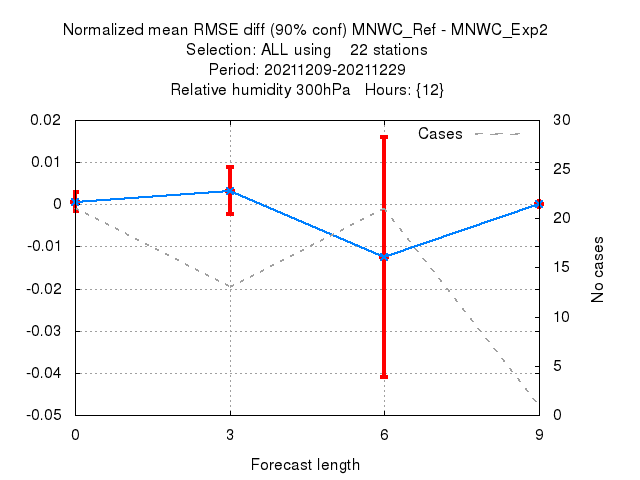 Normalized mean RMSE diff (90% conf) MNWC_Ref - MNWC_Exp2
Selection: ALL using 22 stations
Period: 20211209-20211229
Relative humidity 300hPa Hours: {12}
Cases
0.02
0.01
0
-0.01
-0.02
-0.03
-0.04
-0.05
30
25
20
15
10
5
0
No cases
0 3 6 9
Forecast length